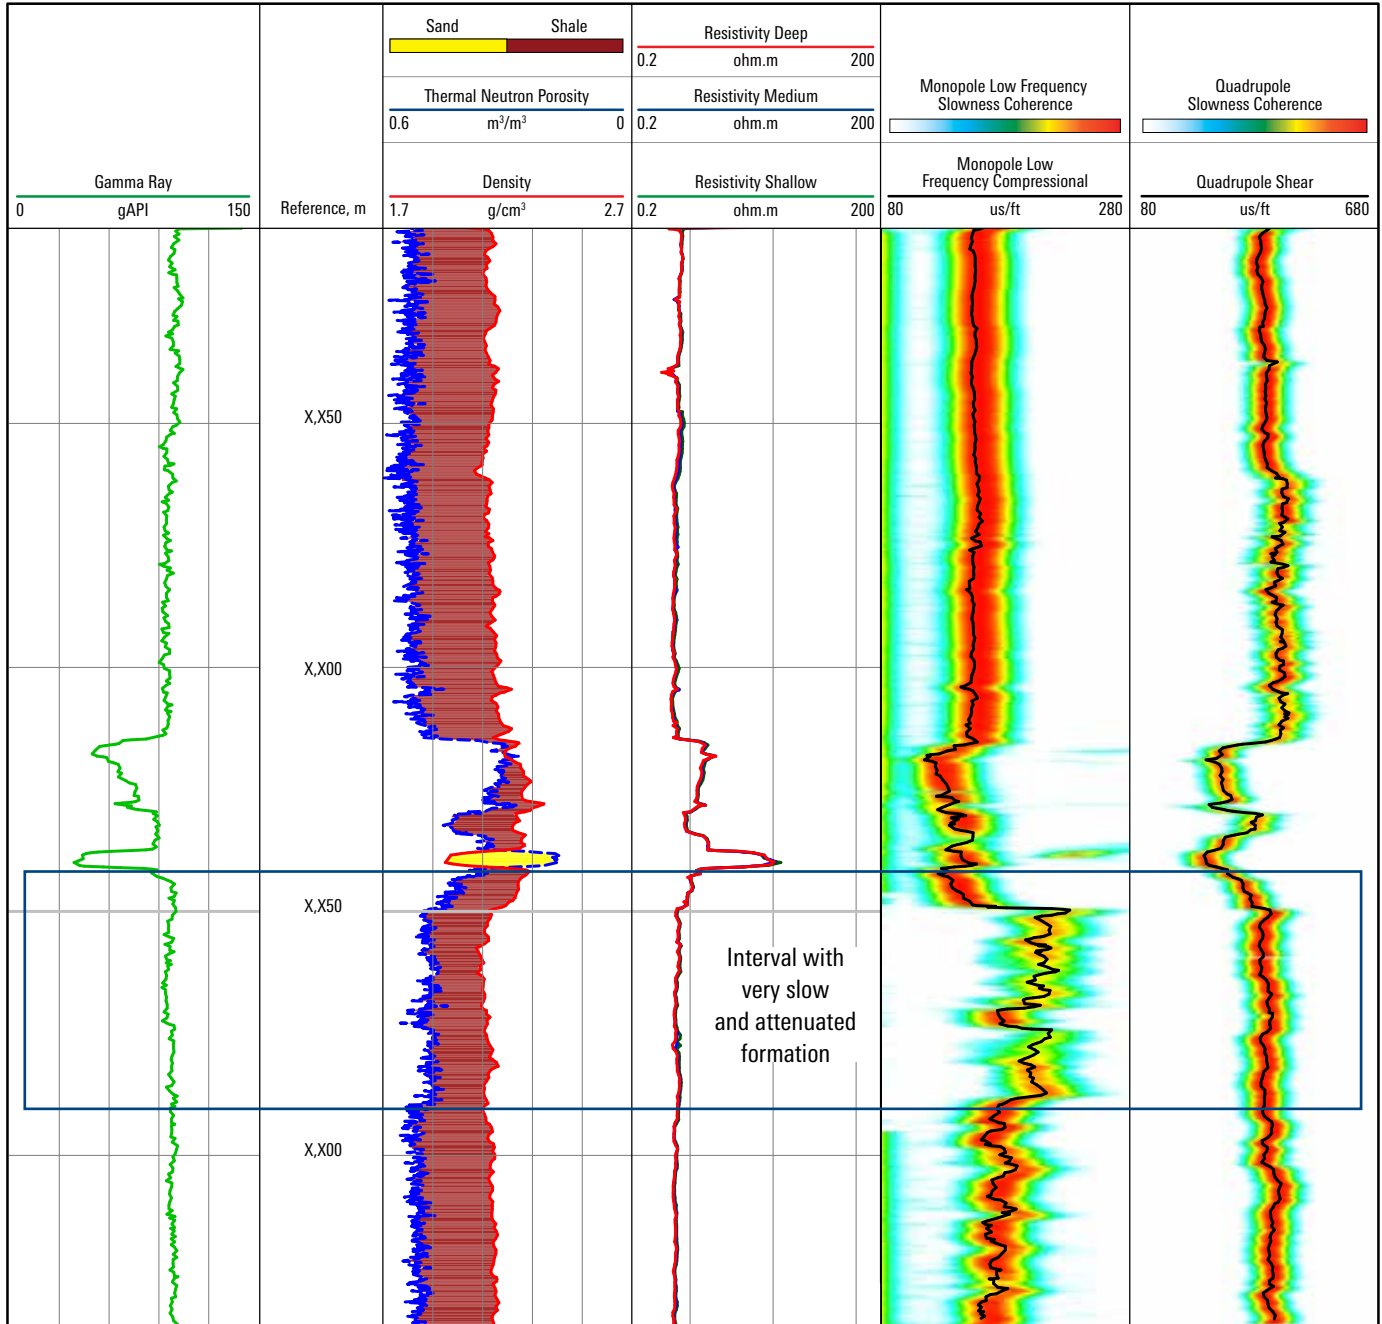 Sand Shale
Resistivity Deep
0.2 ohm.m 200
Monopole Low Frequency
Slowness Coherence
Quadrupole
Slowness Coherence
Thermal Neutron Porosity
0.6 m³/m³ 0
Resistivity Medium
0.2 ohm.m 200
Gamma Ray
0 gAPI 150
Reference, m
Density
1.7 g/cm³ 2.7
Resistivity Shallow
0.2 ohm.m 200
Monopole Low
Frequency Compressional
80 us/ft 280
Quadrupole Shear
80 us/ft 680
X,X50
X,X00
X,X50
Interval with
very slow
and attenuated
formation
X,X00